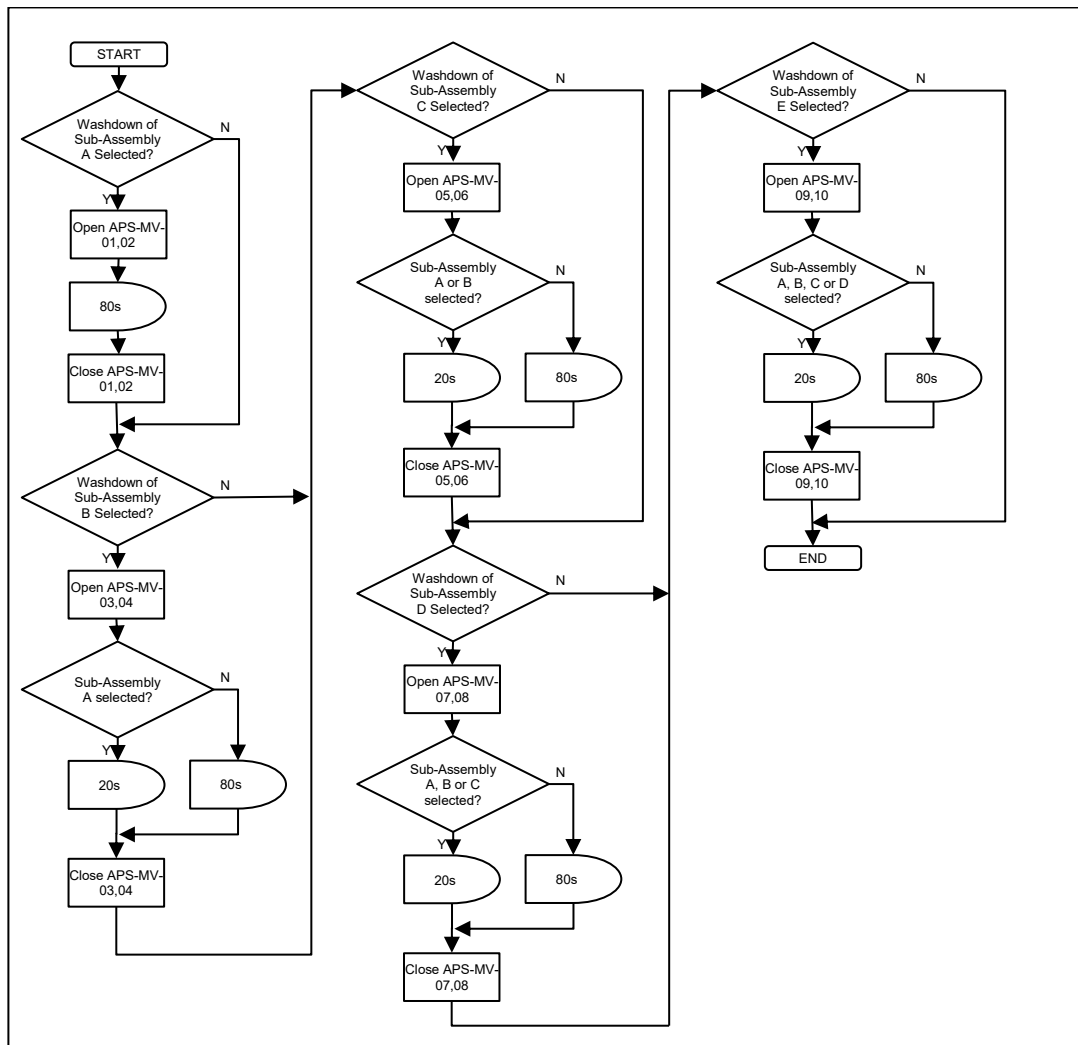 START
Washdown of
Sub-Assembly
A Selected?
N
Y
Open APS-MV-
01,02
80s
Close APS-MV-
01,02
Washdown of
Sub-Assembly
B Selected?
N
Y
Open APS-MV-
03,04
Sub-Assembly
A selected?
N
Y
20s
80s
Close APS-MV-
03,04
Washdown of
Sub-Assembly
C Selected?
N
Y
Open APS-MV-
05,06
Sub-Assembly
A or B
selected?
N
Y
20s
80s
Close APS-MV-
05,06
Washdown of
Sub-Assembly
D Selected?
N
Y
Open APS-MV-
07,08
Sub-Assembly
A, B or C
selected?
N
Y
20s
80s
Close APS-MV-
07,08
Washdown of
Sub-Assembly
E Selected?
N
Y
Open APS-MV-
09,10
Sub-Assembly
A, B, C or D
selected?
N
Y
20s
80s
Close APS-MV-
09,10
END